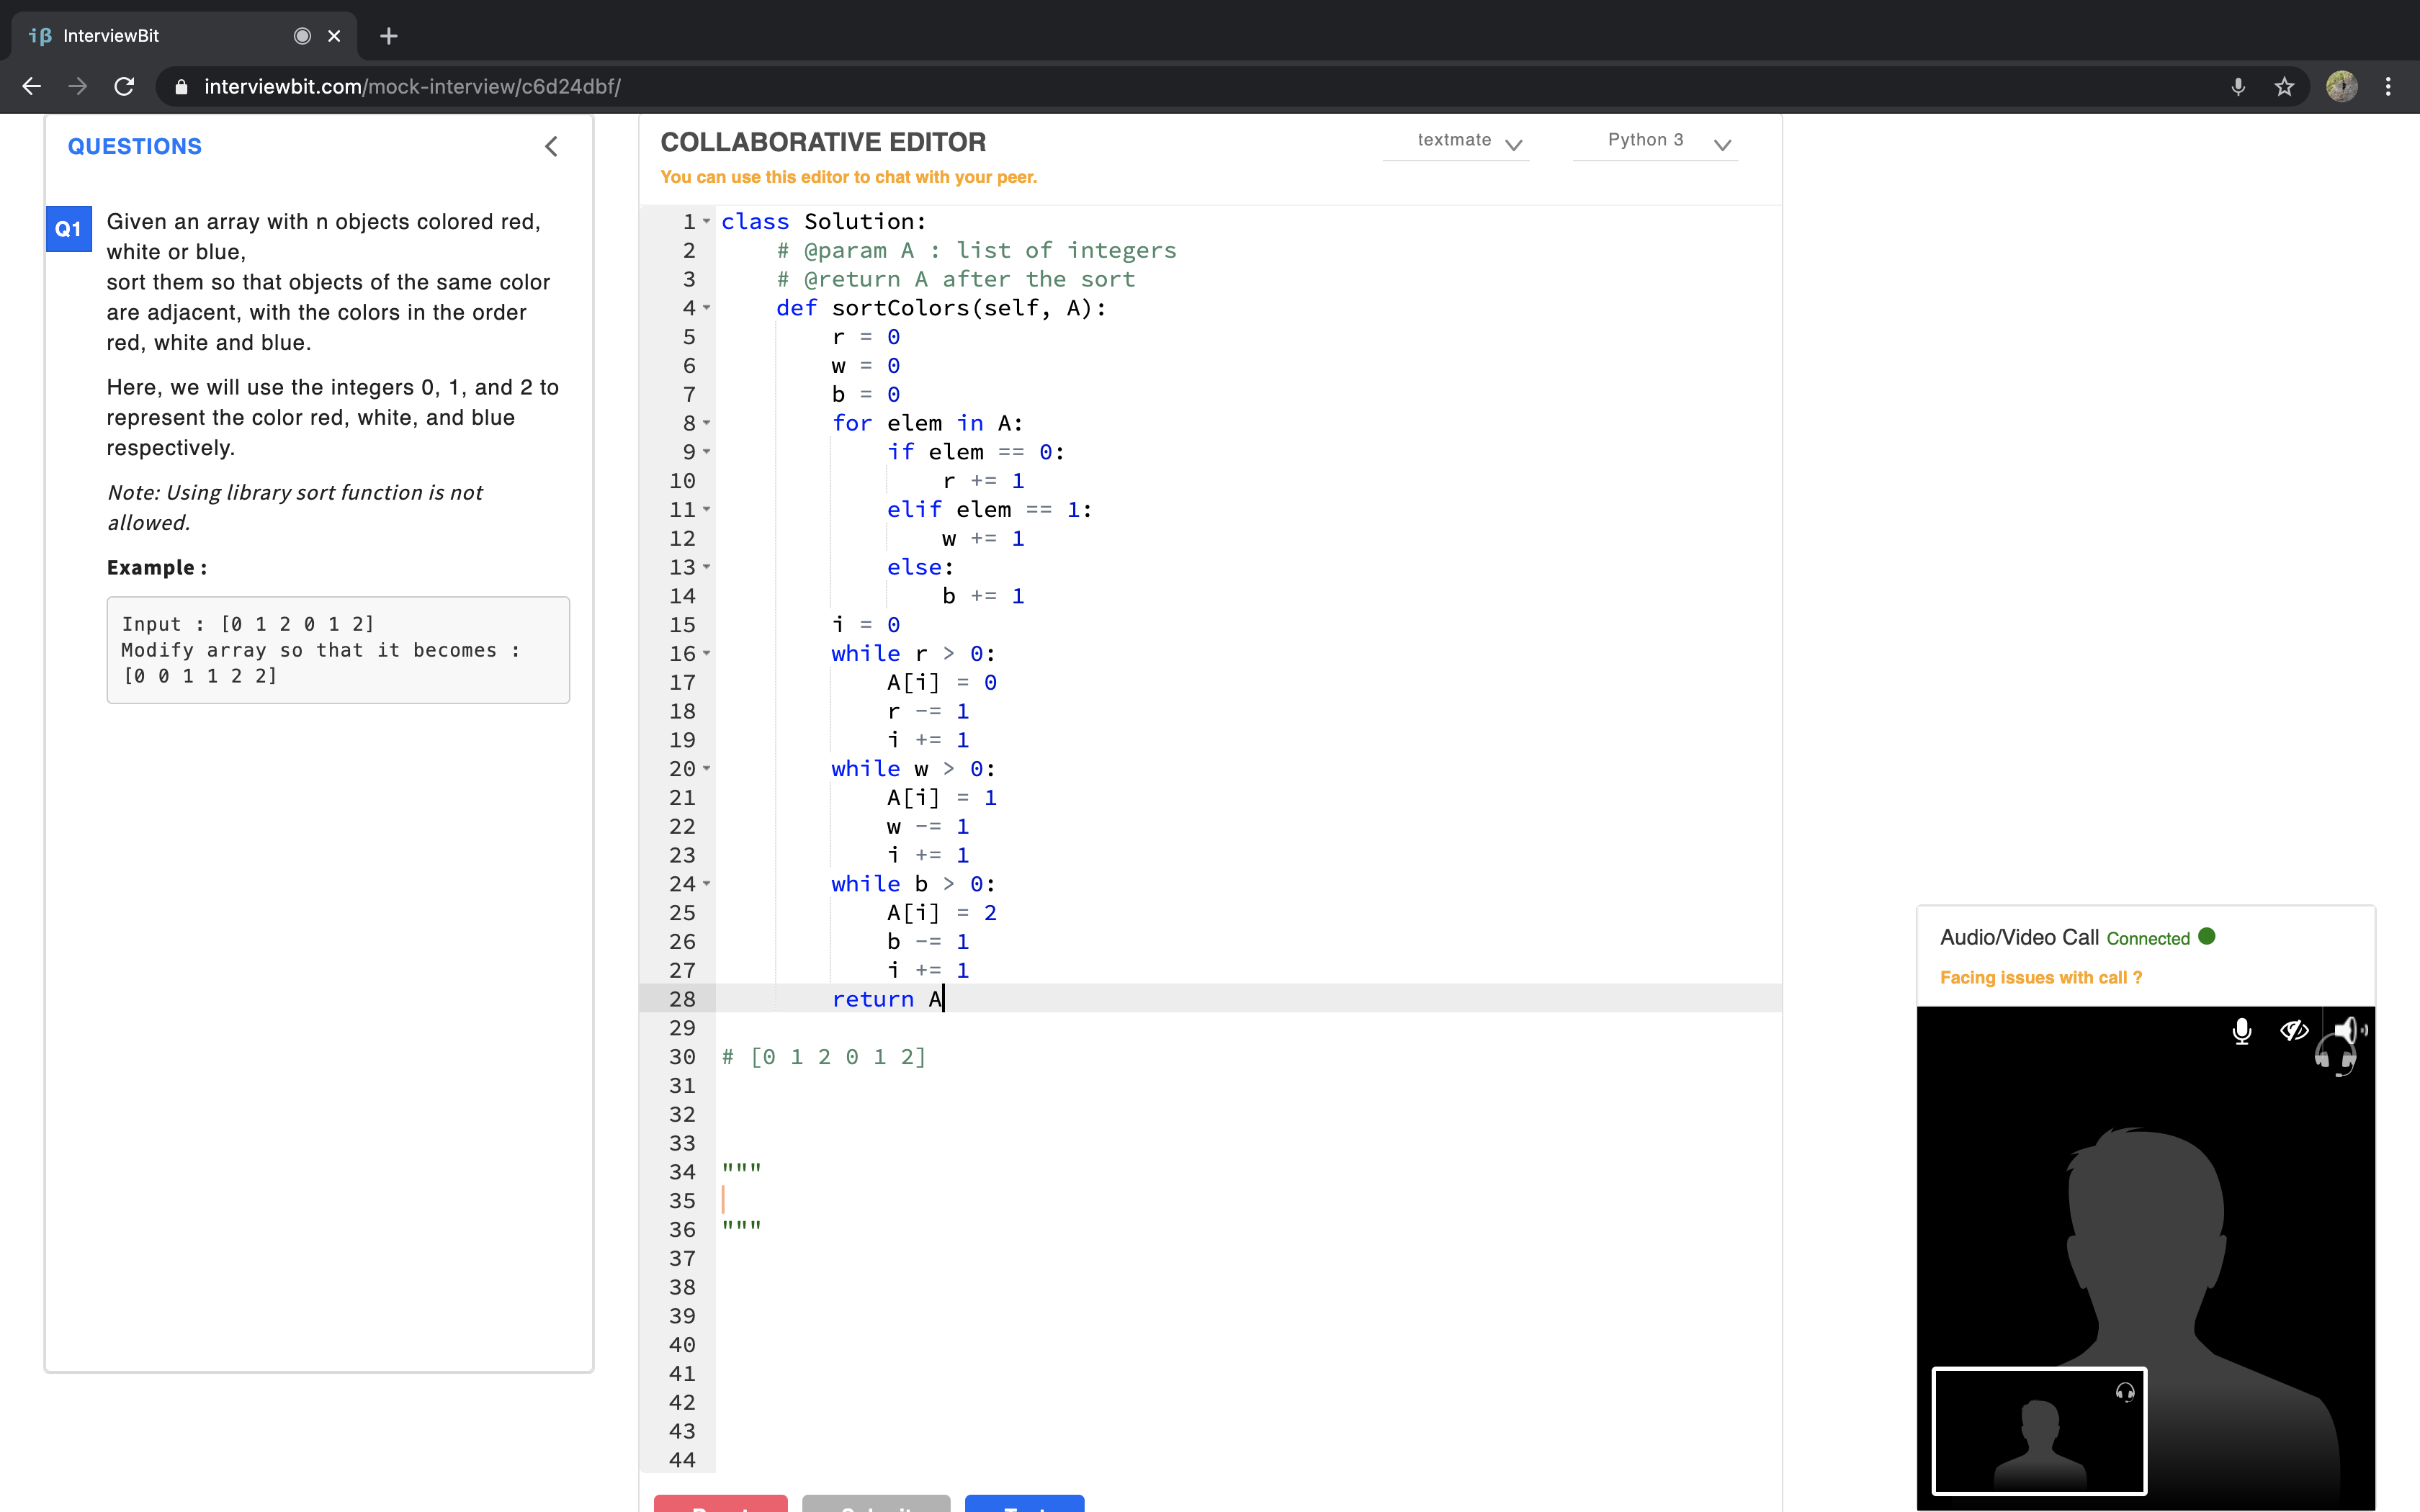 iβ InterviewBit
interviewbit.com/mock-interview/c6d24dbf/
QUESTIONS
Q1
Given an array with n objects colored red,
white or blue,
sort them so that objects of the same color
are adjacent, with the colors in the order
red, white and blue.
Here, we will use the integers 0, 1, and 2 to
represent the color red, white, and blue
respectively.
Note: Using library sort function is not
allowed.
Example :
Input : [0 1 2 0 1 2]
Modify array so that it becomes :
[0 0 1 1 2 2]
COLLABORATIVE EDITOR
textmate
Python 3
You can use this editor to chat with your peer.
1 class Solution:
2 # @param A : list of integers
3 # @return A after the sort
4 def sortColors(self, A):
5 r = 0
6 w = 0
7 b = 0
8 for elem in A:
9 if elem == 0:
10 r += 1
11 elif elem == 1:
12 w += 1
13 else:
14 b += 1
15 i = 0
16 while r > 0:
17 A[i] = 0
18 r -= 1
19 i += 1
20 while w > 0:
21 A[i] = 1
22 w -= 1
23 i += 1
24 while b > 0:
25 A[i] = 2
26 b -= 1
27 i += 1
28 return A
29
30 # [0 1 2 0 1 2]
31
32
33
34 """
35
36 """
37
38
39
40
41
42
43
44
Audio/Video Call Connected
Facing issues with call ?